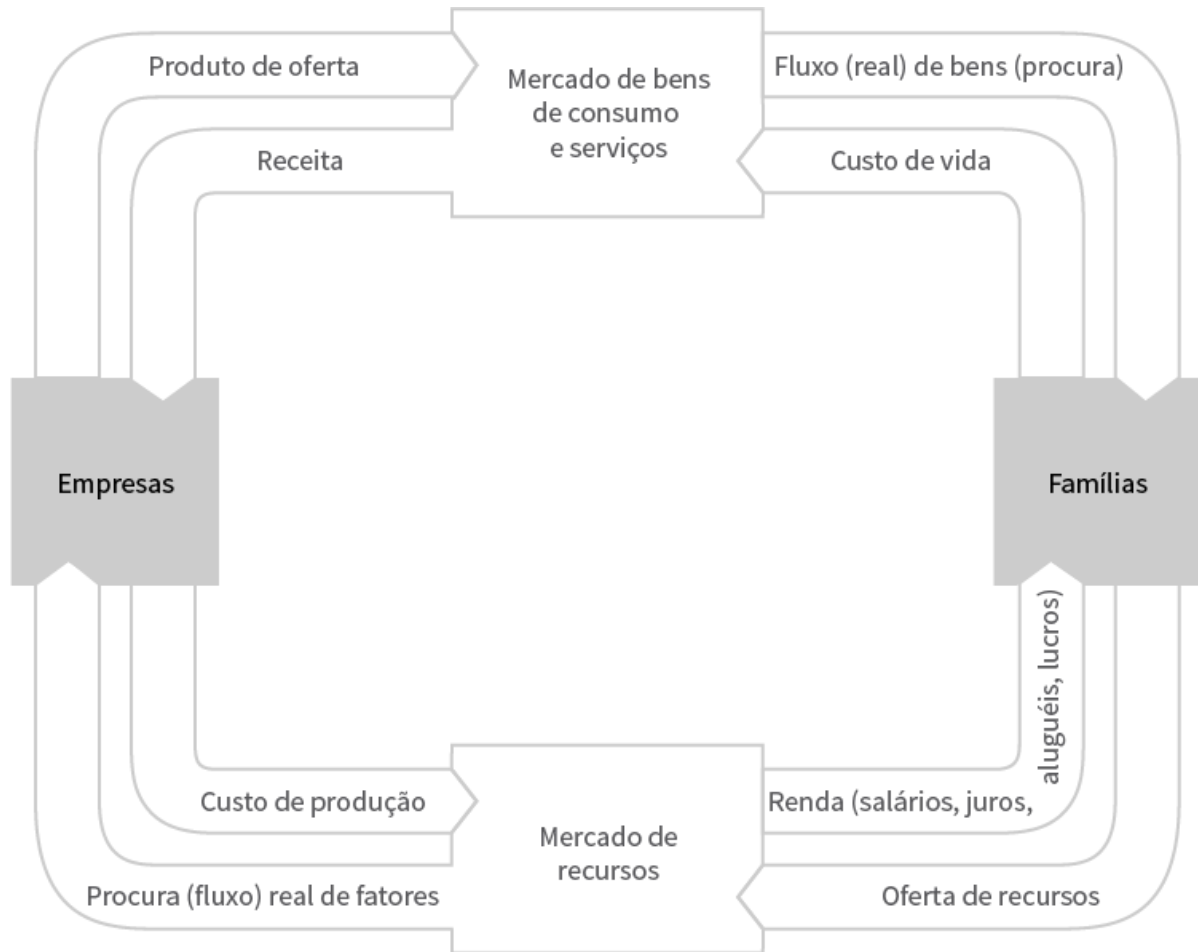 Produto de oferta
Mercado de bens
de consumo
e serviços
Fluxo (real) de bens (procura)
Receita
Custo de vida
Empresas
Famílias
Custo de produção
Mercado de
recursos
Renda (salários, juros,
aluguéis, lucros)
Procura (fluxo) real de fatores
Oferta de recursos